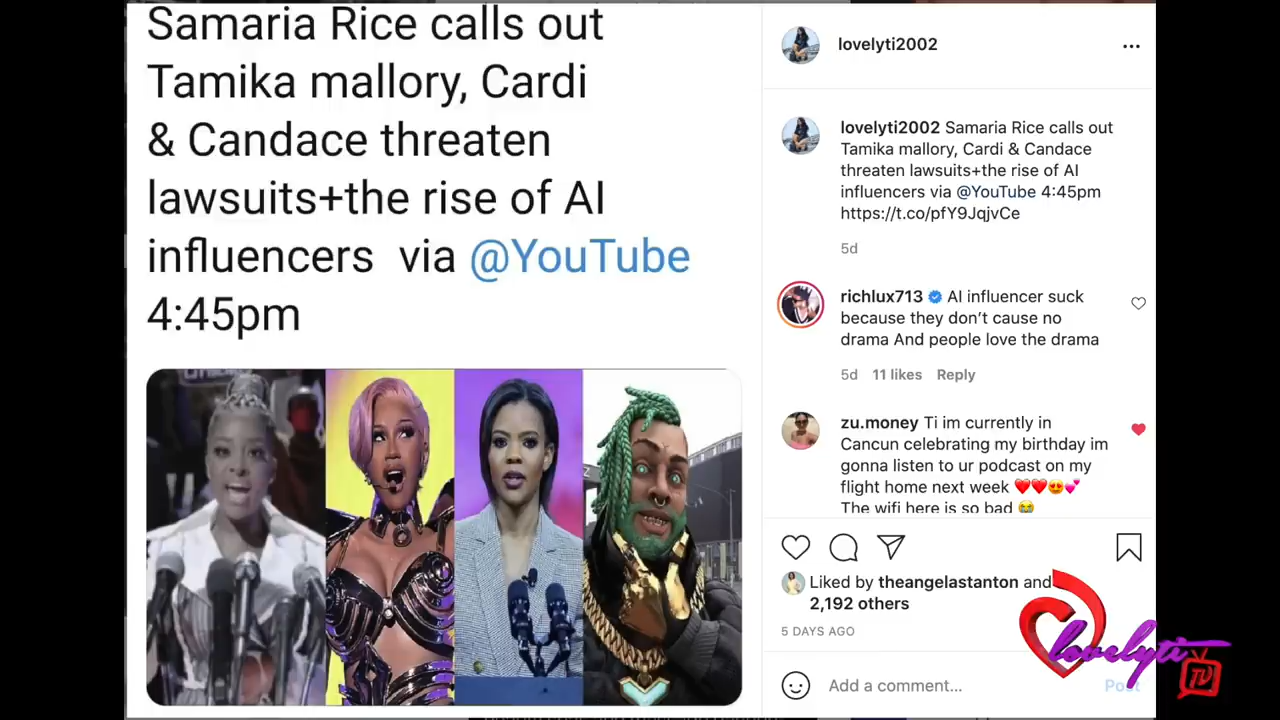 Samaria Rice calls out
Tamika mallory, Cardi
& Candace threaten
lawsuits+the rise of AI
influencers via @YouTube
4:45pm
lovelyti2002
...
lovelyti2002 Samaria Rice calls out
Tamika mallory, Cardi & Candace
threaten lawsuits+the rise of AI
influencers via @YouTube 4:45pm
https://t.co/pfY9JqjvCe
5d
richlux713 AI influencer suck
because they don’t cause no
drama And people love the drama
5d 11 likes Reply
zu.money Ti im currently in
Cancun celebrating my birthday im
gonna listen to ur podcast on my
flight home next week ❤️❤️😍💕
The wifi here is so bad 😭
Liked by theangelastanton and
2,192 others
5 DAYS AGO
Add a comment...
Post
lovelyti
TV